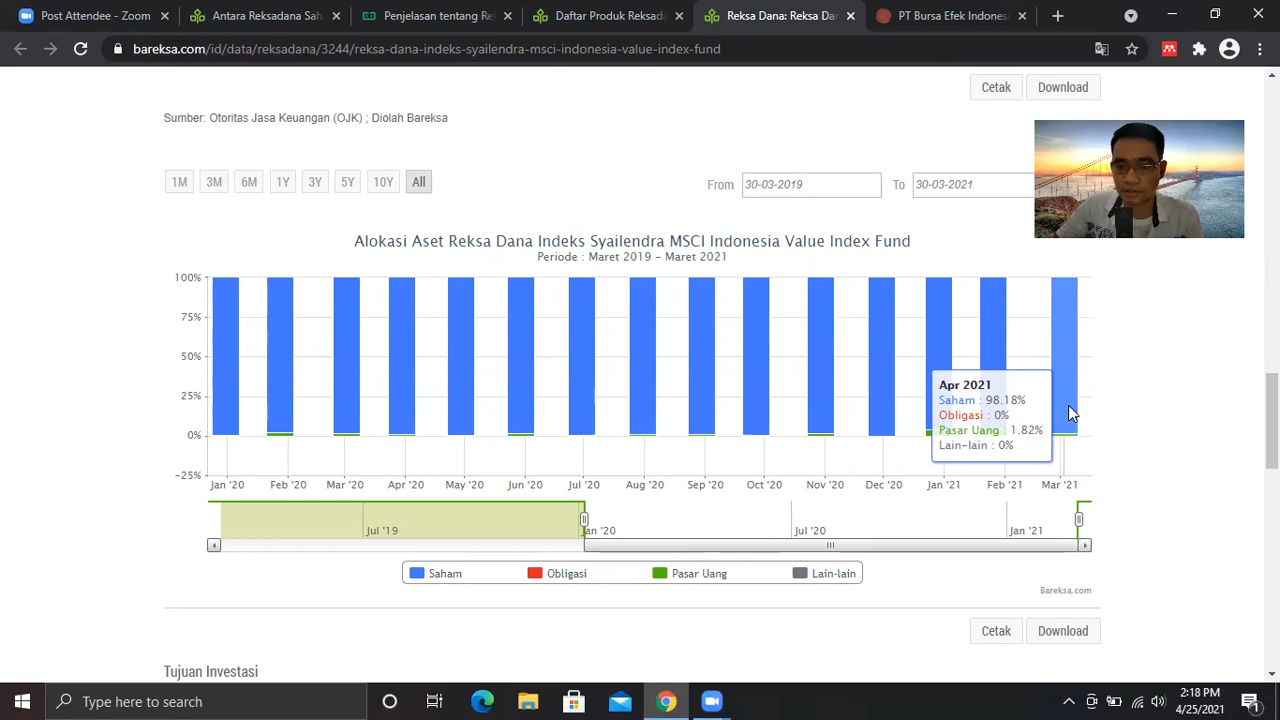 Post Attendee - Zoom
Antara Reksadana Sah
Penjelasan tentang Re
Daftar Produk Reksada
Reksa Dana: Reksa Da
PT Bursa Efek Indones
bareksa.com/id/data/reksadana/3244/reksa-dana-indeks-syailendra-msci-indonesia-value-index-fund
Cetak Download
Sumber: Otoritas Jasa Keuangan (OJK) ; Diolah Bareksa
1M 3M 6M 1Y 3Y 5Y 10Y All
From 30-03-2019 To 30-03-2021
Alokasi Aset Reksa Dana Indeks Syailendra MSCI Indonesia Value Index Fund
Periode : Maret 2019 - Maret 2021
100%
75%
50%
25%
0%
-25%
Apr 2021
Saham : 98.18%
Obligasi : 0%
Pasar Uang : 1.82%
Lain-lain : 0%
Jan '20 Feb '20 Mar '20 Apr '20 May '20 Jun '20 Jul '20 Aug '20 Sep '20 Oct '20 Nov '20 Dec '20 Jan '21 Feb '21 Mar '21
Jul '19 Jan '20 Jul '20 Jan '21
Saham Obligasi Pasar Uang Lain-lain
Bareksa.com
Cetak Download
Tujuan Investasi
Type here to search
2:18 PM
4/25/2021
1